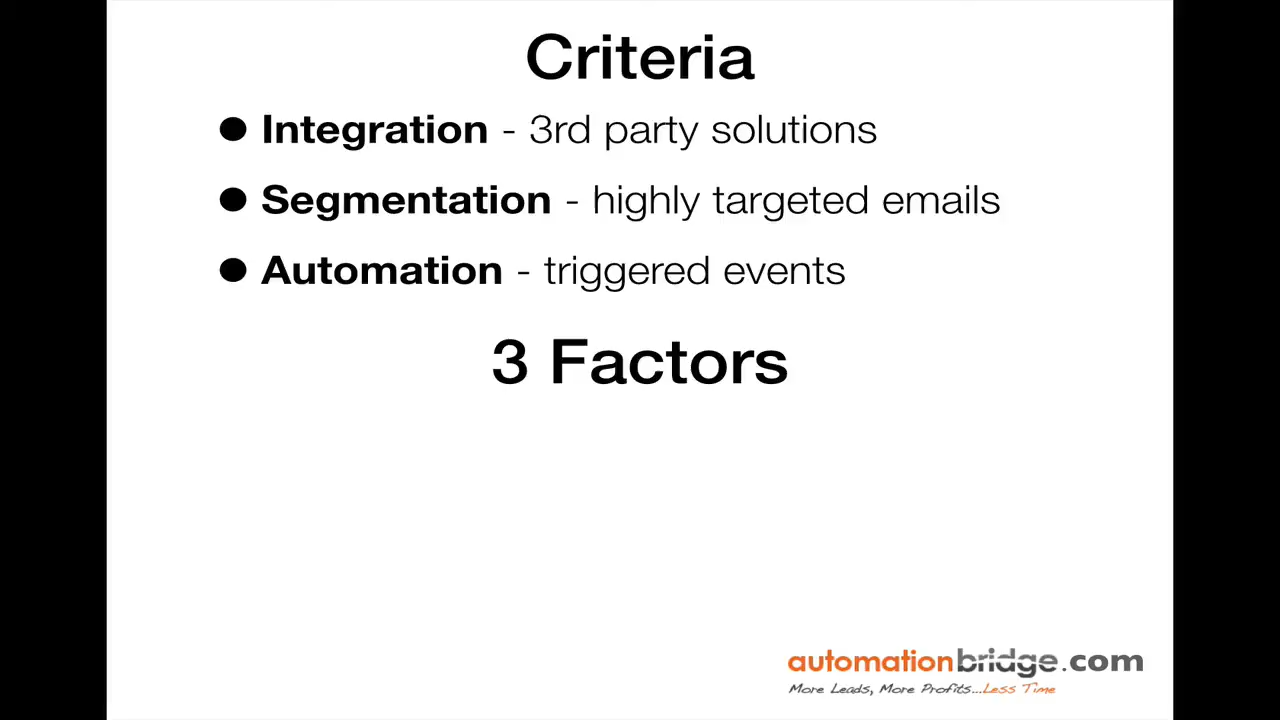 Criteria
● Integration - 3rd party solutions
● Segmentation - highly targeted emails
● Automation - triggered events
3 Factors
automationbridge.com
More Leads, More Profits...Less Time